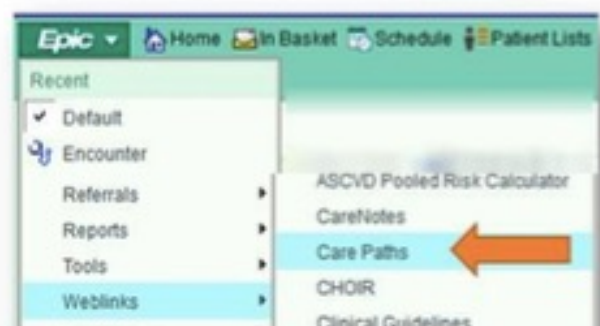 Epic Home In Basket Schedule Patient Lists
Recent
Default
Encounter
Referrals
Reports
Tools
Weblinks
ASCVD Pooled Risk Calculator
CareNotes
Care Paths
CHOIR
Clinical Guidelines